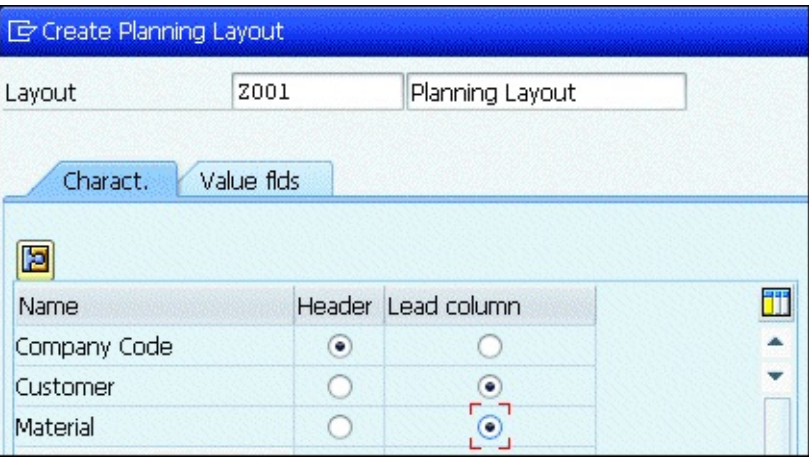 Create Planning Layout
Layout Z001 Planning Layout
Charact. Value flds
Name Header Lead column
Company Code
Customer
Material